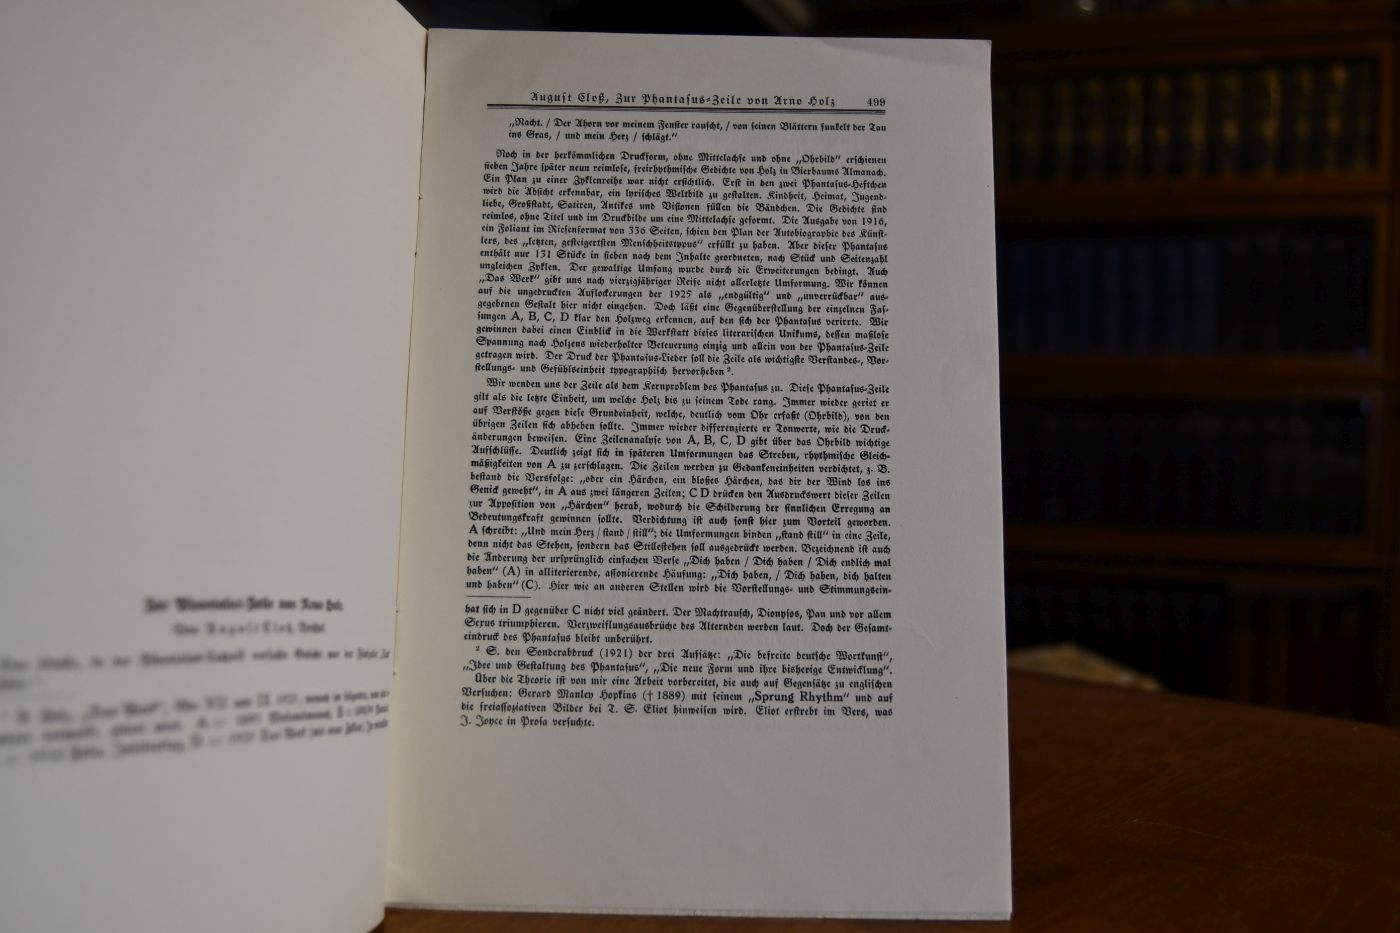 Zur Phantasus-Zeile von Arno Holz
Von August Cloß, Bristol
August Cloß, Zur Phantasus-Zeile von Arno Holz 499
„Nacht. / Der Ahorn vor meinem Fenster rauscht, / von seinen Blättern funkelt der Tau
ins Gras, / und mein Herz / schlägt.“
Noch in der herkömmlichen Druckform, ohne Mittelachse und ohne „Ohrbild“ erschienen
sieben Jahre später neun reimlose, freirhythmische Gedichte von Holz in Bierbaums Almanach.
Ein Plan zu einer Zyklenreihe war nicht ersichtlich. Erst in den zwei Phantasus-Heftchen
wird die Absicht erkennbar, ein lyrisches Weltbild zu gestalten. Kindheit, Heimat, Jugend-
liebe, Großstadt, Satiren, Antikes und Visionen füllen die Bändchen. Die Gedichte sind
reimlos, ohne Titel und im Druckbilde um eine Mittelachse geformt. Die Ausgabe von 1916,
ein Foliant im Riesenformat von 336 Seiten, schien den Plan der Autobiographie des Künst-
lers, des „letzten, gesteigertsten Menschheitstypus“ erfüllt zu haben. Aber dieser Phantasus
enthält nur 131 Stücke in sieben nach dem Inhalte geordneten, nach Stück und Seitenzahl
ungleichen Zyklen. Der gewaltige Umfang wurde durch die Erweiterungen bedingt. Auch
„Das Werk“ gibt uns nach vierzigjähriger Reife nicht allerletzte Umformung. Wir können
auf die ungedruckten Auflockerungen der 1925 als „endgültig“ und „unverrückbar“ aus-
gegebenen Gestalt hier nicht eingehen. Doch läßt eine Gegenüberstellung der einzelnen Fas-
sungen A, B, C, D klar den Holzweg erkennen, auf den sich der Phantasus verirrte. Wir
gewinnen dabei einen Einblick in die Werkstatt dieses literarischen Unikums, dessen maßlose
Spannung nach Holzens wiederholter Beteuerung einzig und allein von der Phantasus-Zeile
getragen wird. Der Druck der Phantasus-Lieder soll die Zeile als wichtigste Verstandes-, Vor-
stellungs- und Gefühlseinheit typographisch hervorheben ².
Wir wenden uns der Zeile als dem Kernproblem des Phantasus zu. Diese Phantasus-Zeile
gilt als die letzte Einheit, um welche Holz bis zu seinem Tode rang. Immer wieder geriet er
auf Verstöße gegen diese Grundeinheit, welche, deutlich vom Ohr erfaßt (Ohrbild), von den
übrigen Zeilen sich abheben sollte. Immer wieder differenzierte er Tonwerte, wie die Druck-
änderungen beweisen. Eine Zeilenanalyse von A, B, C, D gibt über das Ohrbild wichtige
Aufschlüsse. Deutlich zeigt sich in späteren Umformungen das Streben, rhythmische Gleich-
mäßigkeiten von A zu zerschlagen. Die Zeilen werden zu Gedankeneinheiten verdichtet, z. B.
bestand die Versfolge: „oder ein Härchen, ein bloßes Härchen, das dir der Wind los ins
Genick geweht“, in A aus zwei längeren Zeilen; C D drücken den Ausdruckswert dieser Zeilen
zur Apposition von „Härchen“ herab, wodurch die Schilderung der sinnlichen Erregung an
Bedeutungskraft gewinnen sollte. Verdichtung ist auch sonst hier zum Vorteil geworden.
A schreibt: „Und mein Herz / stand / still“; die Umformungen binden „stand still“ in eine Zeile,
denn nicht das Stehen, sondern das Stillestehen soll ausgedrückt werden. Bezeichnend ist auch
die Änderung der ursprünglich einfachen Verse „Dich haben / Dich haben / Dich endlich mal
haben“ (A) in alliterierende, assonierende Häufung: „Dich haben, / Dich haben, dich halten
und haben“ (C). Hier wie an anderen Stellen wird die Vorstellungs- und Stimmungsein-
hat sich in D gegenüber C nicht viel geändert. Der Machtrausch, Dionysos, Pan und vor allem
Sexus triumphieren. Verzweiflungsausbrüche des Alternden werden laut. Doch der Gesamt-
eindruck des Phantasus bleibt unberührt.
² S. den Sonderabdruck (1921) der drei Aufsätze: „Die befreite deutsche Wortkunst“,
„Idee und Gestaltung des Phantasus“, „Die neue Form und ihre bisherige Entwicklung“.
Über die Theorie ist von mir eine Arbeit vorbereitet, die auch auf Gegensätze zu englischen
Versuchen: Gerard Manley Hopkins († 1889) mit seinem „Sprung Rhythm“ und auf
die freiassoziativen Bilder bei T. S. Eliot hinweisen wird. Eliot erstrebt im Vers, was
J. Joyce in Prosa versuchte.